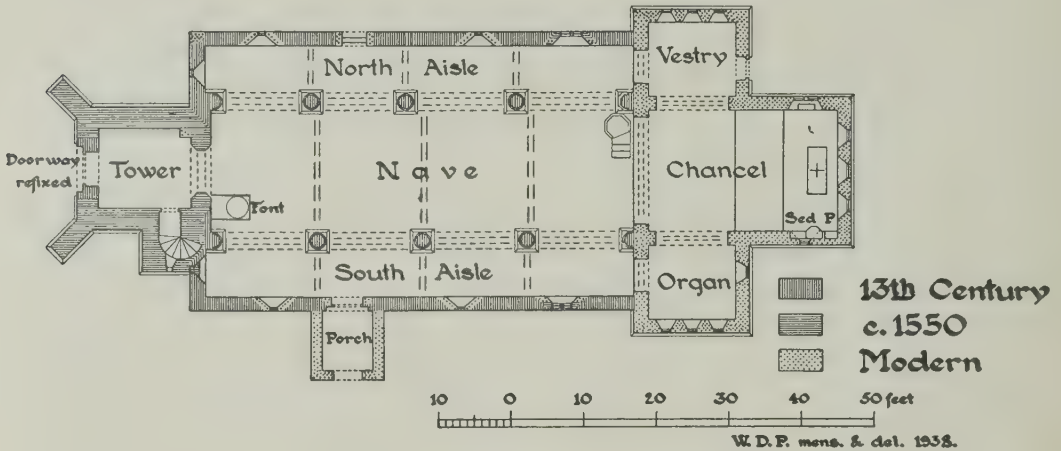 Vestry
North Aisle
Doorway
refixed
Tower
Nave
Chancel
Font
Sed P
South Aisle
Organ
Porch
13th Century
c. 1550
Modern
10 0 10 20 30 40 50 feet
W. D. P. mens. & del. 1938.